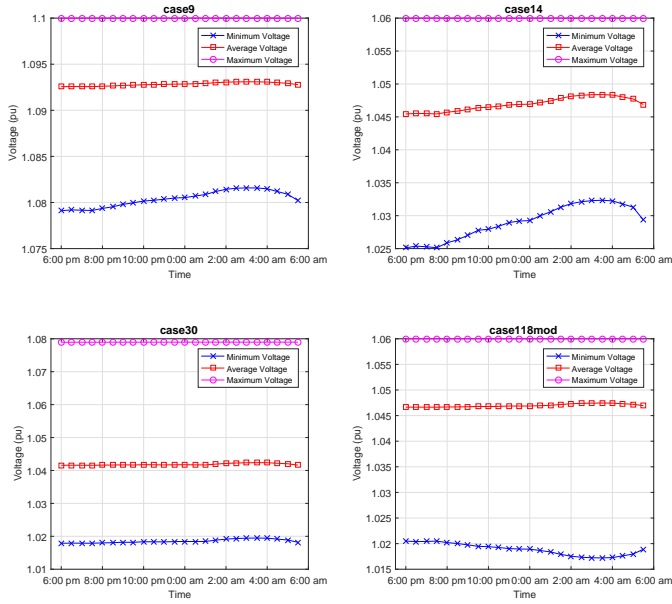 case9
1.1
1.095
1.09
1.085
1.08
1.075
Voltage (pu)
Minimum Voltage
Average Voltage
Maximum Voltage
6:00 pm 8:00 pm 10:00 pm 0:00 am 2:00 am 4:00 am 6:00 am
Time
case14
1.06
1.055
1.05
1.045
1.04
1.035
1.03
1.025
Voltage (pu)
Minimum Voltage
Average Voltage
Maximum Voltage
6:00 pm 8:00 pm 10:00 pm 0:00 am 2:00 am 4:00 am 6:00 am
Time
case30
1.08
1.07
1.06
1.05
1.04
1.03
1.02
1.01
Voltage (pu)
Minimum Voltage
Average Voltage
Maximum Voltage
6:00 pm 8:00 pm 10:00 pm 0:00 am 2:00 am 4:00 am 6:00 am
Time
case118mod
1.06
1.055
1.05
1.045
1.04
1.035
1.03
1.025
1.02
1.015
Voltage (pu)
Minimum Voltage
Average Voltage
Maximum Voltage
6:00 pm 8:00 pm 10:00 pm 0:00 am 2:00 am 4:00 am 6:00 am
Time